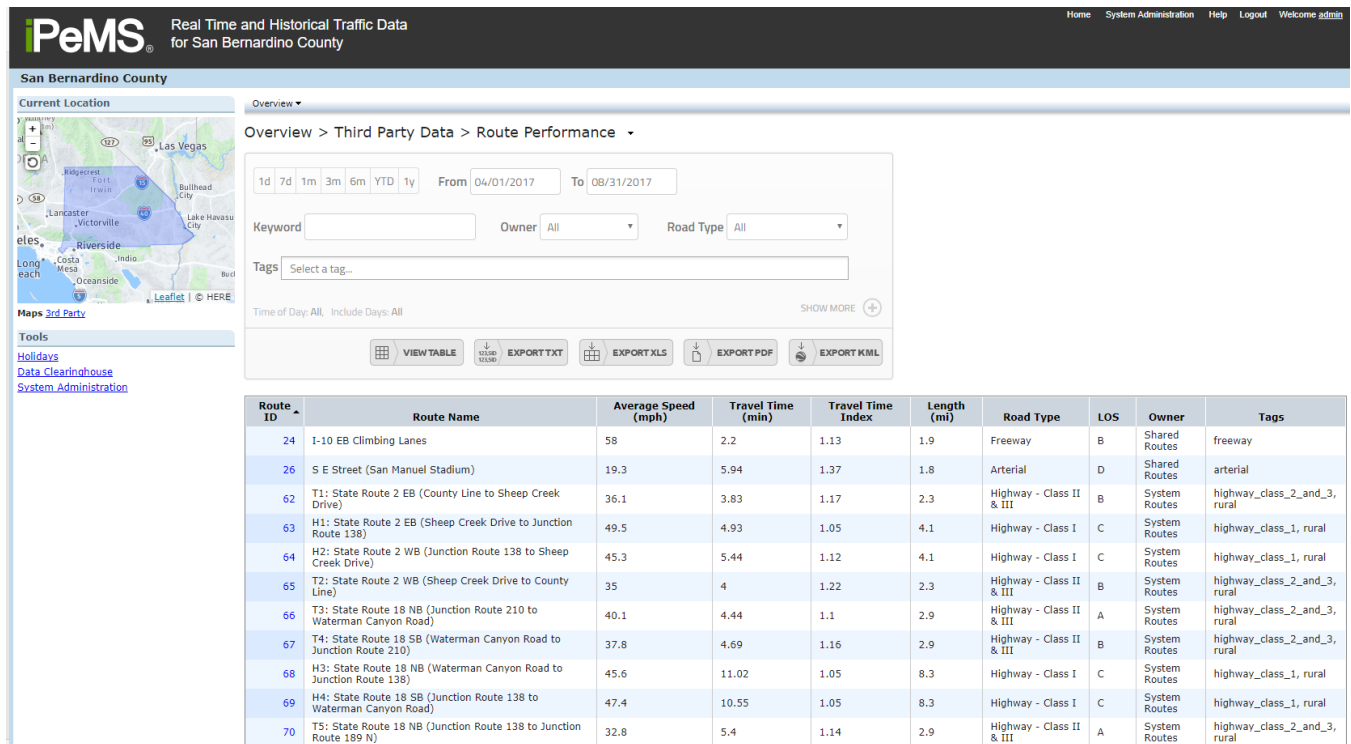 iPeMS®
Real Time and Historical Traffic Data
for San Bernardino County
Home System Administration Help Logout Welcome admin
San Bernardino County
Current Location
+
-
127
95
Las Vegas
Ridgecrest
Fort
Irwin
15
Bullhead
City
58
Lancaster
Victorville
40
Lake Havasu
City
eles
Riverside
Long
each
Costa
Mesa
Indio
Oceanside
5
Leaflet | © HERE
Maps 3rd Party
Tools
Holidays
Data Clearinghouse
System Administration
Overview
Overview > Third Party Data > Route Performance
1d 7d 1m 3m 6m YTD 1y From 04/01/2017 To 08/31/2017
Keyword Owner All Road Type All
Tags Select a tag...
Time of Day: All, Include Days: All SHOW MORE
VIEW TABLE EXPORT TXT EXPORT XLS EXPORT PDF EXPORT KML
Route ID Route Name Average Speed (mph) Travel Time (min) Travel Time Index Length (mi) Road Type LOS Owner Tags
24 I-10 EB Climbing Lanes 58 2.2 1.13 1.9 Freeway B Shared Routes freeway
26 S E Street (San Manuel Stadium) 19.3 5.94 1.37 1.8 Arterial D Shared Routes arterial
62 T1: State Route 2 EB (County Line to Sheep Creek Drive) 36.1 3.83 1.17 2.3 Highway - Class II & III B System Routes highway_class_2_and_3, rural
63 H1: State Route 2 EB (Sheep Creek Drive to Junction Route 138) 49.5 4.93 1.05 4.1 Highway - Class I C System Routes highway_class_1, rural
64 H2: State Route 2 WB (Junction Route 138 to Sheep Creek Drive) 45.3 5.44 1.12 4.1 Highway - Class I C System Routes highway_class_1, rural
65 T2: State Route 2 WB (Sheep Creek Drive to County Line) 35 4 1.22 2.3 Highway - Class II & III B System Routes highway_class_2_and_3, rural
66 T3: State Route 18 NB (Junction Route 210 to Waterman Canyon Road) 40.1 4.44 1.1 2.9 Highway - Class II & III A System Routes highway_class_2_and_3, rural
67 T4: State Route 18 SB (Waterman Canyon Road to Junction Route 210) 37.8 4.69 1.16 2.9 Highway - Class II & III B System Routes highway_class_2_and_3, rural
68 H3: State Route 18 NB (Waterman Canyon Road to Junction Route 138) 45.6 11.02 1.05 8.3 Highway - Class I C System Routes highway_class_1, rural
69 H4: State Route 18 SB (Junction Route 138 to Waterman Canyon Road) 47.4 10.55 1.05 8.3 Highway - Class I C System Routes highway_class_1, rural
70 T5: State Route 18 NB (Junction Route 138 to Junction Route 189 N) 32.8 5.4 1.14 2.9 Highway - Class II & III A System Routes highway_class_2_and_3, rural